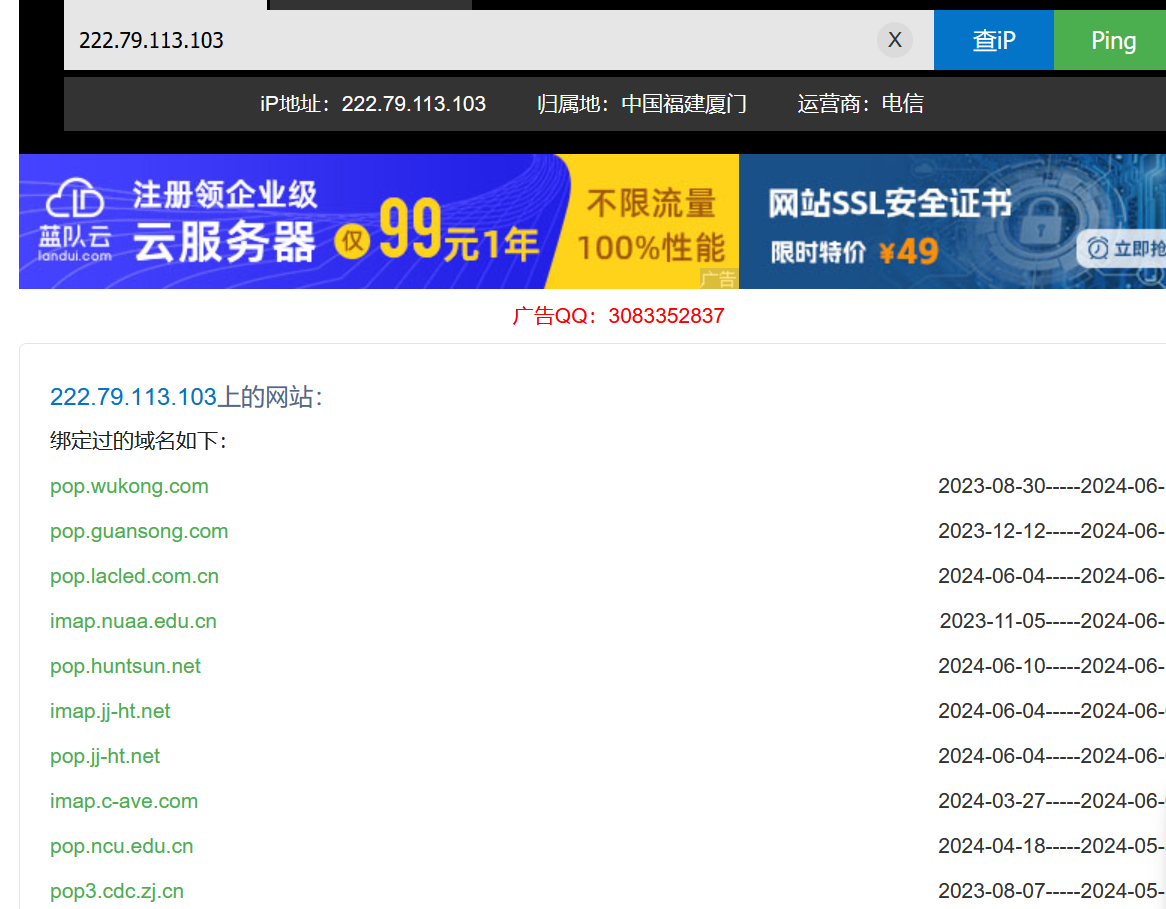 222.79.113.103 X 查iP Ping
iP地址：222.79.113.103 归属地：中国福建厦门 运营商：电信
蓝队云
landui.com
注册领企业级
云服务器 仅99元1年
不限流量
100%性能
广告
网站SSL安全证书
限时特价 ¥49
立即抢
广告QQ：3083352837
222.79.113.103上的网站：
绑定过的域名如下：
pop.wukong.com 2023-08-30-----2024-06-
pop.guansong.com 2023-12-12-----2024-06-
pop.lacled.com.cn 2024-06-04-----2024-06-
imap.nuaa.edu.cn 2023-11-05-----2024-06-
pop.huntsun.net 2024-06-10-----2024-06-
imap.jj-ht.net 2024-06-04-----2024-06-
pop.jj-ht.net 2024-06-04-----2024-06-
imap.c-ave.com 2024-03-27-----2024-06-
pop.ncu.edu.cn 2024-04-18-----2024-05-
pop3.cdc.zj.cn 2023-08-07-----2024-05-